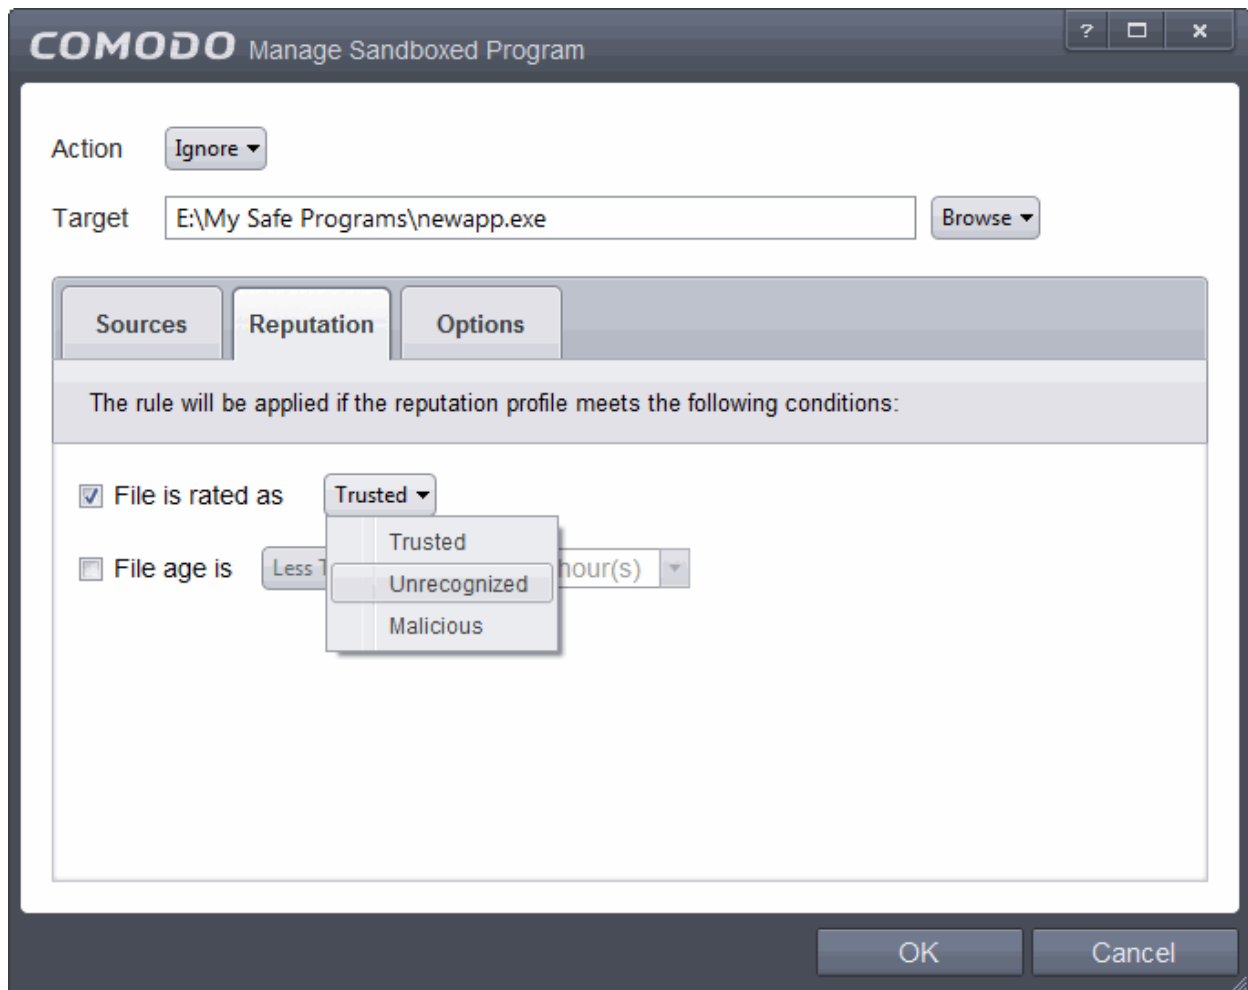 COMODO Manage Sandboxed Program ?
Action Ignore
Target E:\My Safe Programs\newapp.exe Browse
Sources Reputation Options
The rule will be applied if the reputation profile meets the following conditions:
File is rated as Trusted
Trusted
File age is Less hour(s)
Unrecognized
Malicious
OK Cancel